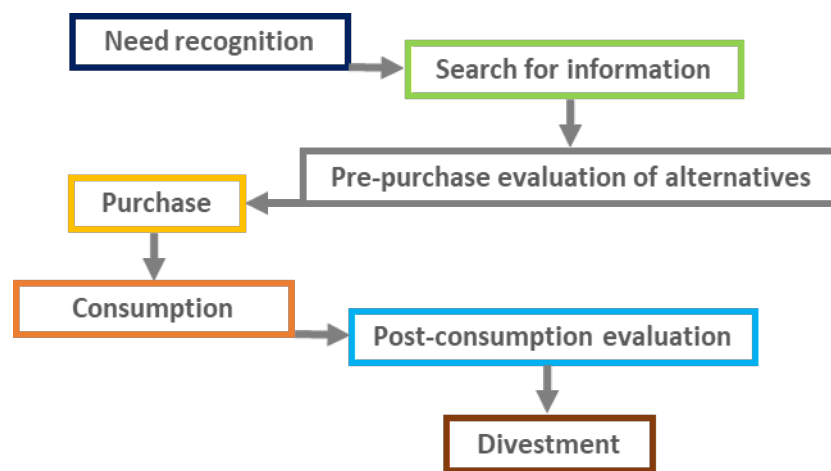 Need recognition
Search for information
Pre-purchase evaluation of alternatives
Purchase
Consumption
Post-consumption evaluation
Divestment